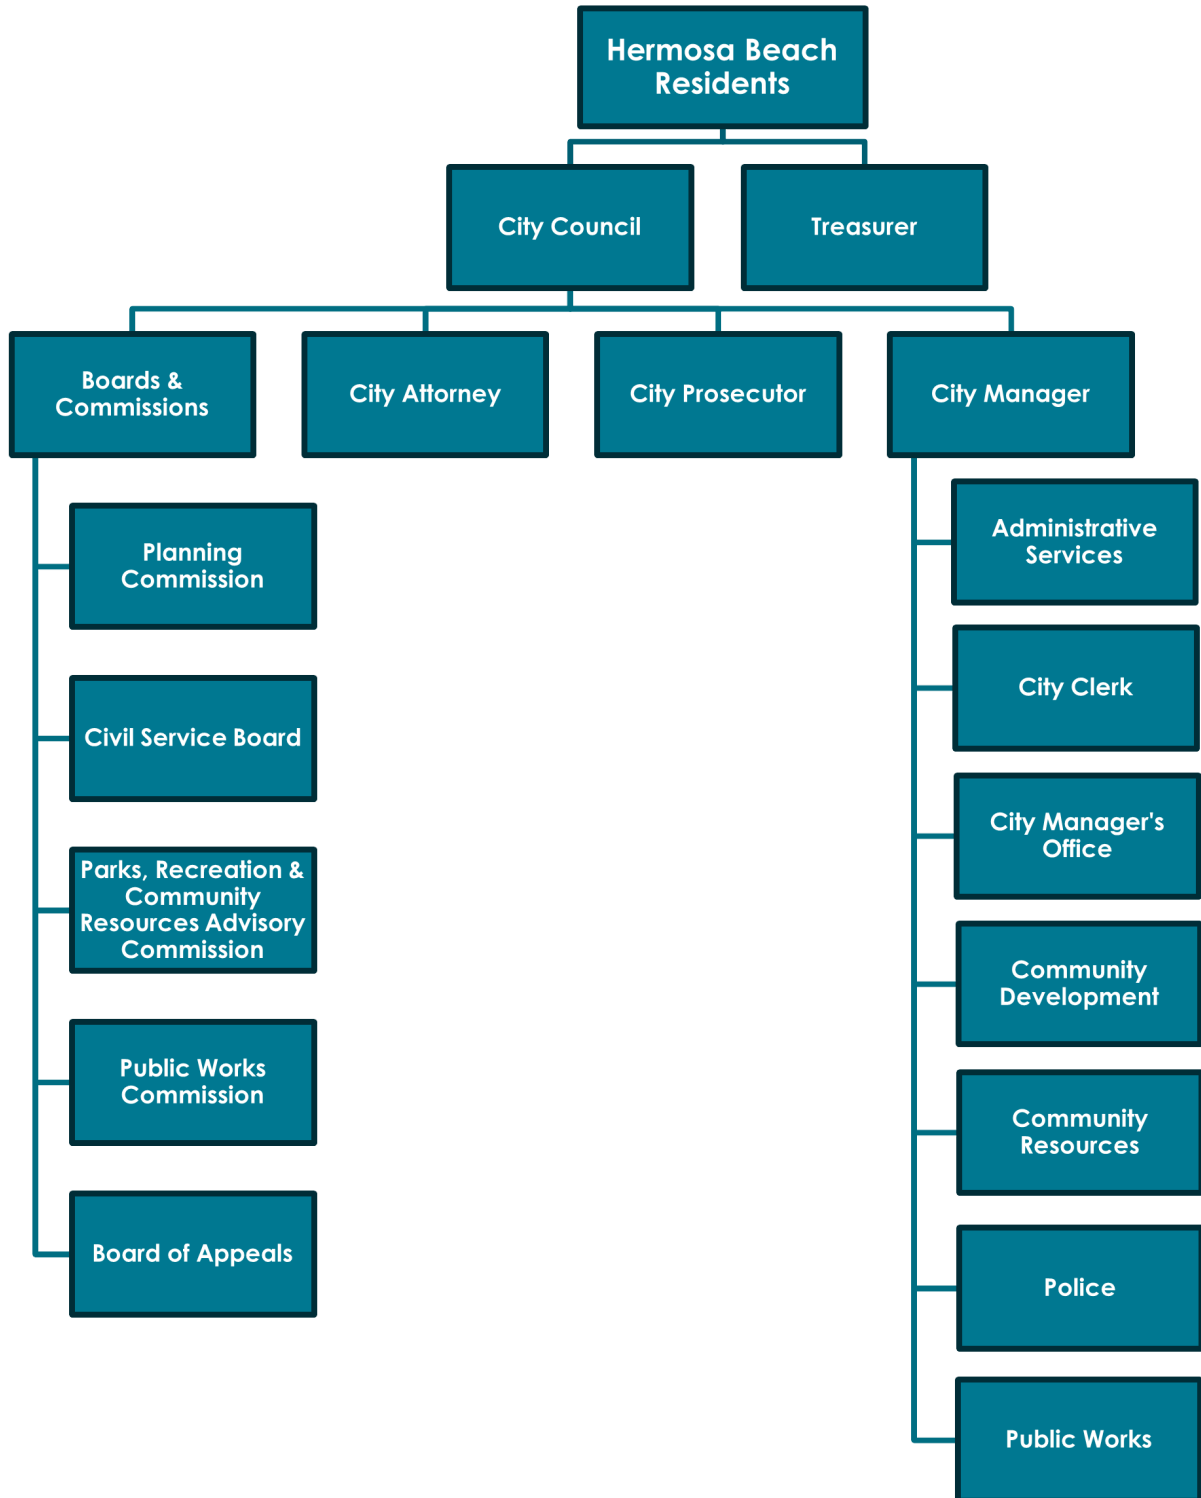 Hermosa Beach
Residents
City Council
Treasurer
Boards &
Commissions
City Attorney
City Prosecutor
City Manager
Planning
Commission
Civil Service Board
Parks, Recreation &
Community
Resources Advisory
Commission
Public Works
Commission
Board of Appeals
Administrative
Services
City Clerk
City Manager's
Office
Community
Development
Community
Resources
Police
Public Works